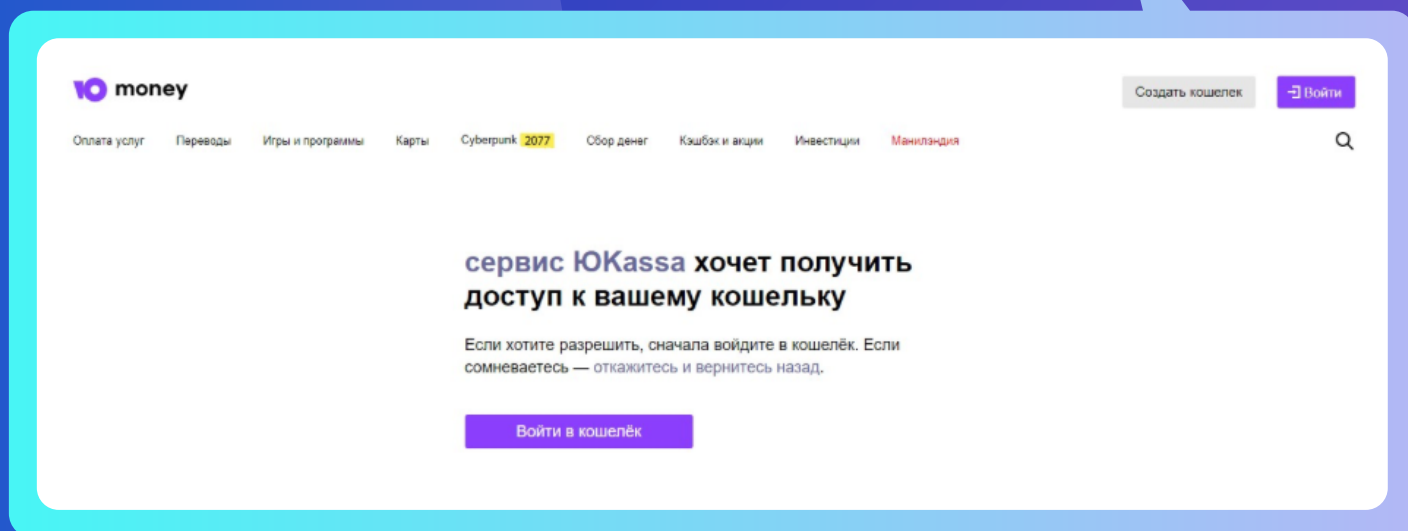 Ю money
Создать кошелек
Войти
Оплата услуг Переводы Игры и программы Карты Cyberpunk 2077 Сбор денег Кэшбэк и акции Инвестиции Маниландия
сервис ЮKassa хочет получить
доступ к вашему кошельку
Если хотите разрешить, сначала войдите в кошелёк. Если
сомневаетесь — откажитесь и вернитесь назад.
Войти в кошелёк